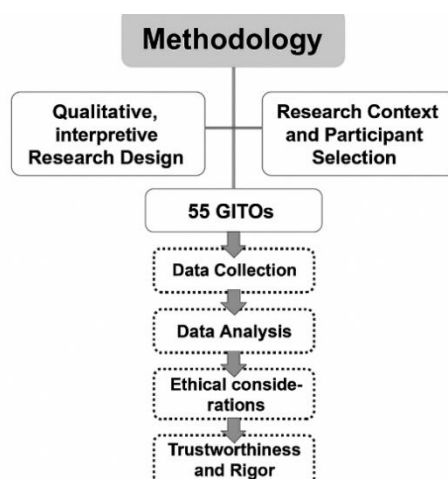 Methodology
Qualitative,
interpretive
Research Design
Research Context
and Participant
Selection
55 GITOs
Data Collection
Data Analysis
Ethical conside-
rations
Trustworthiness
and Rigor